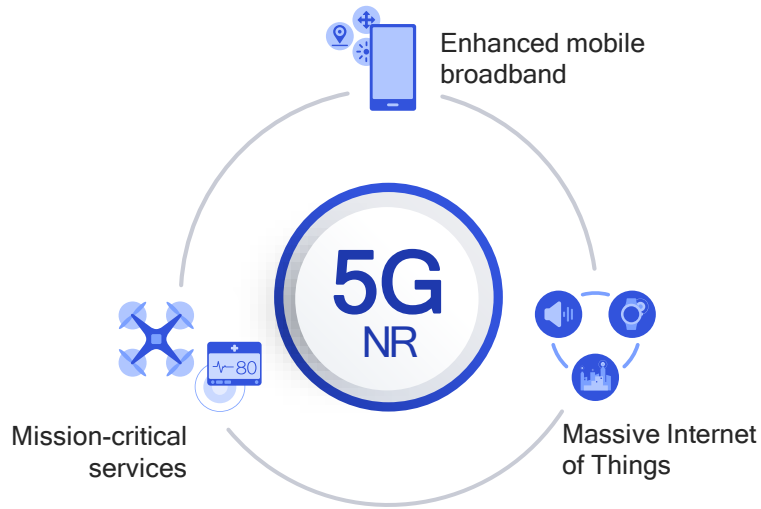 Enhanced mobile
broadband
5G
NR
80
Mission-critical
services
Massive Internet
of Things